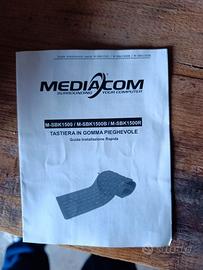 MEDIACOM
SURROUNDING YOUR COMPUTER
M-SBK1500 / M-SBK1500B / M-SBK1500R
TASTIERA IN GOMMA PIEGHEVOLE
Guida Installazione Rapida